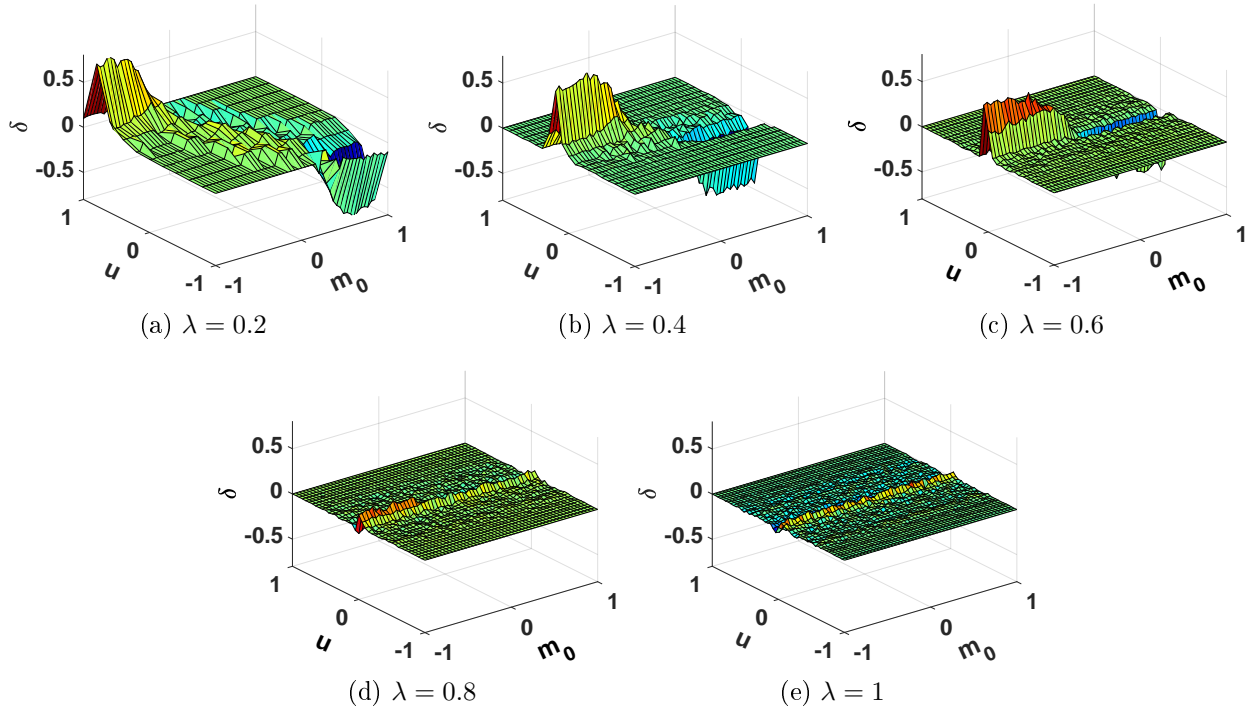 0.5 0.5 0.5
δ 0 δ 0 δ 0
-0.5 -0.5 -0.5
1 1 1 1 1 1
0 0 0 0 0 0
u -1 -1 m0 u -1 -1 m0 u -1 -1 m0
(a) λ = 0.2 (b) λ = 0.4 (c) λ = 0.6
0.5 0.5
δ 0 δ 0
-0.5 -0.5
1 1 1 1
0 0 0 0
u -1 -1 m0 u -1 -1 m0
(d) λ = 0.8 (e) λ = 1